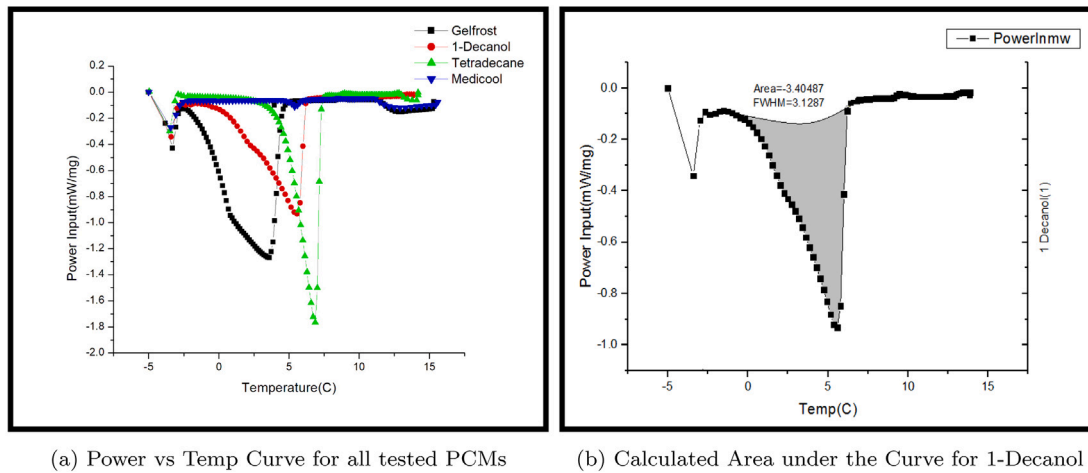 Gelfrost
1-Decanol
Tetradecane
Medicool
0.2
0.0
-0.2
-0.4
-0.6
-0.8
-1.0
-1.2
-1.4
-1.6
-1.8
-2.0
Power Input(mW/mg)
-5
0
5
10
15
Temperature(C)
PowerInmw
Area=-3.40487
FWHM=3.1287
0.0
-0.2
-0.4
-0.6
-0.8
-1.0
Power Input(mW/mg)
1 Decanol(1)
-5
0
5
10
15
Temp(C)
(a) Power vs Temp Curve for all tested PCMs
(b) Calculated Area under the Curve for 1-Decanol